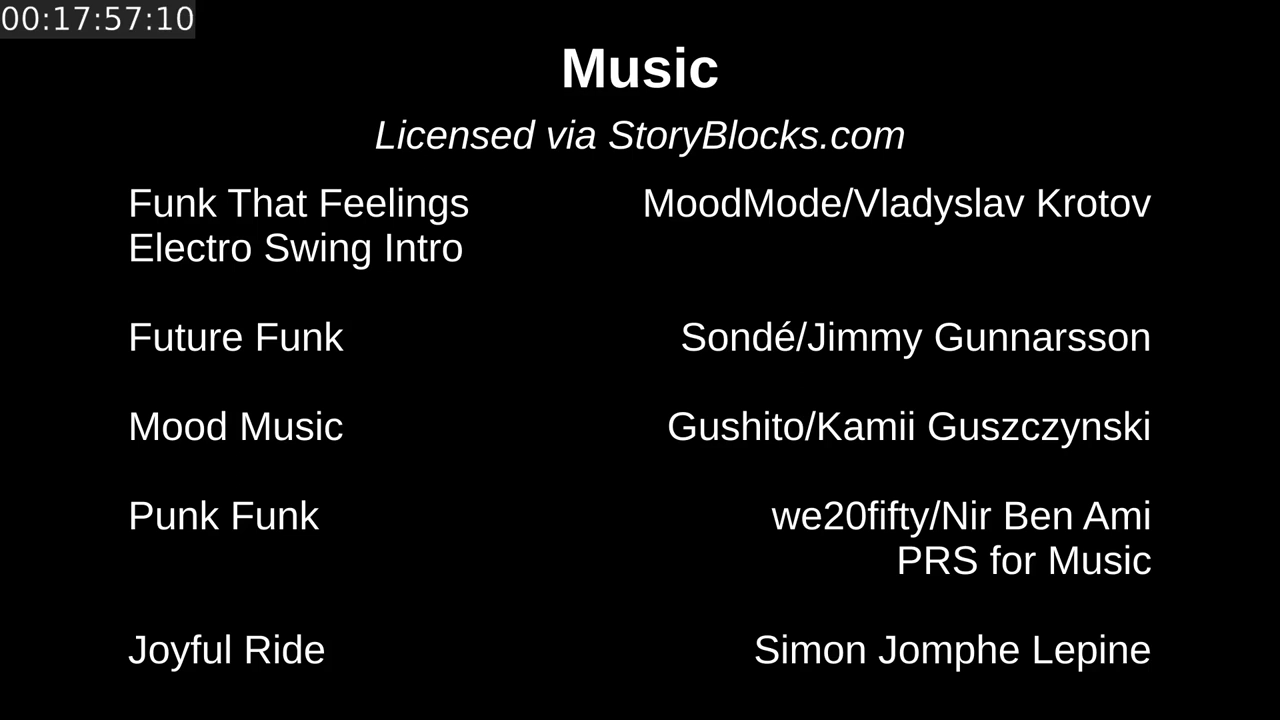 00:17:57:10
Music
Licensed via StoryBlocks.com
Funk That Feelings MoodMode/Vladyslav Krotov
Electro Swing Intro
Future Funk Sondé/Jimmy Gunnarsson
Mood Music Gushito/Kamii Guszczynski
Punk Funk we20fifty/Nir Ben Ami
PRS for Music
Joyful Ride Simon Jomphe Lepine